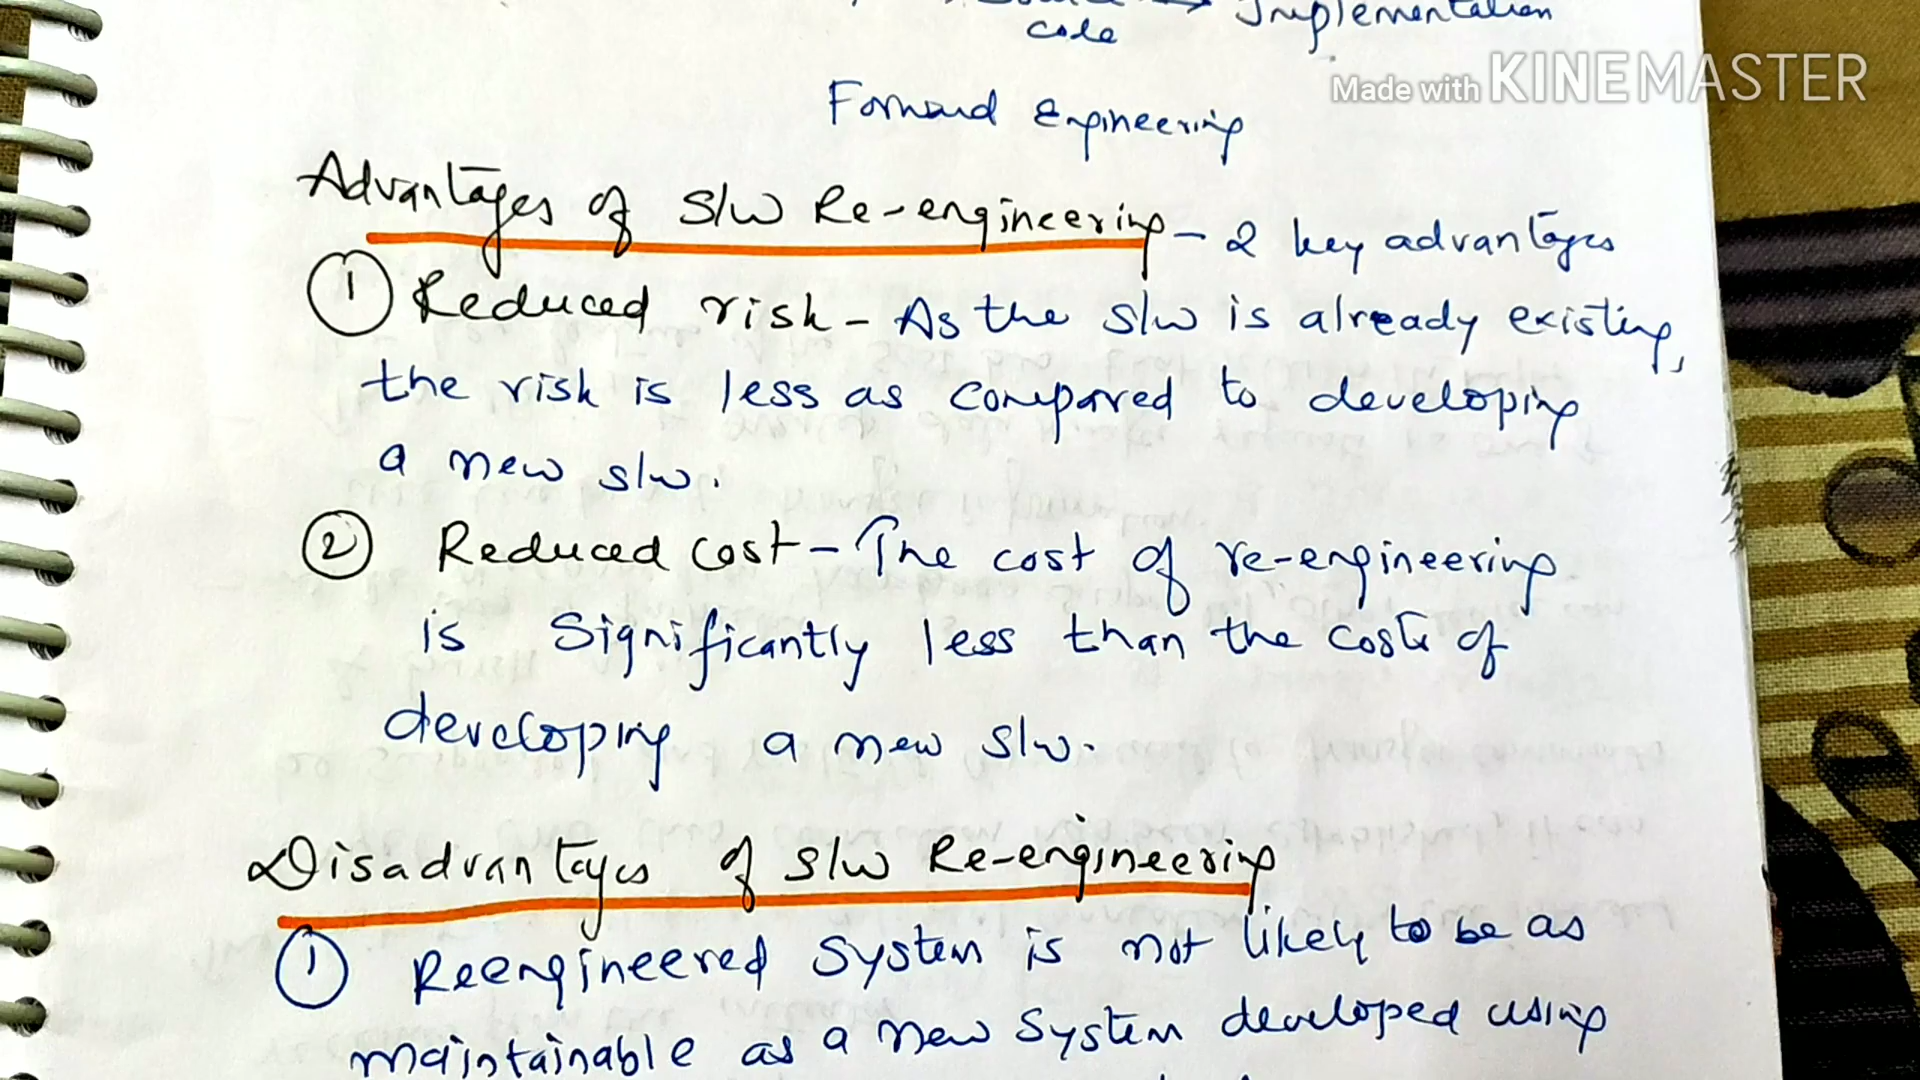 Source → Implementation
code
Made with KINEMASTER
Forward Engineering
Advantages of S/W Re-engineering - 2 key advantages
① Reduced risk - As the S/W is already existing,
the risk is less as compared to developing
a new S/W.
② Reduced cost - The cost of re-engineering
is significantly less than the costs of
developing a new S/W.
Disadvantages of S/W Re-engineering
① Reengineered System is not likely to be as
maintainable as a new System developed using